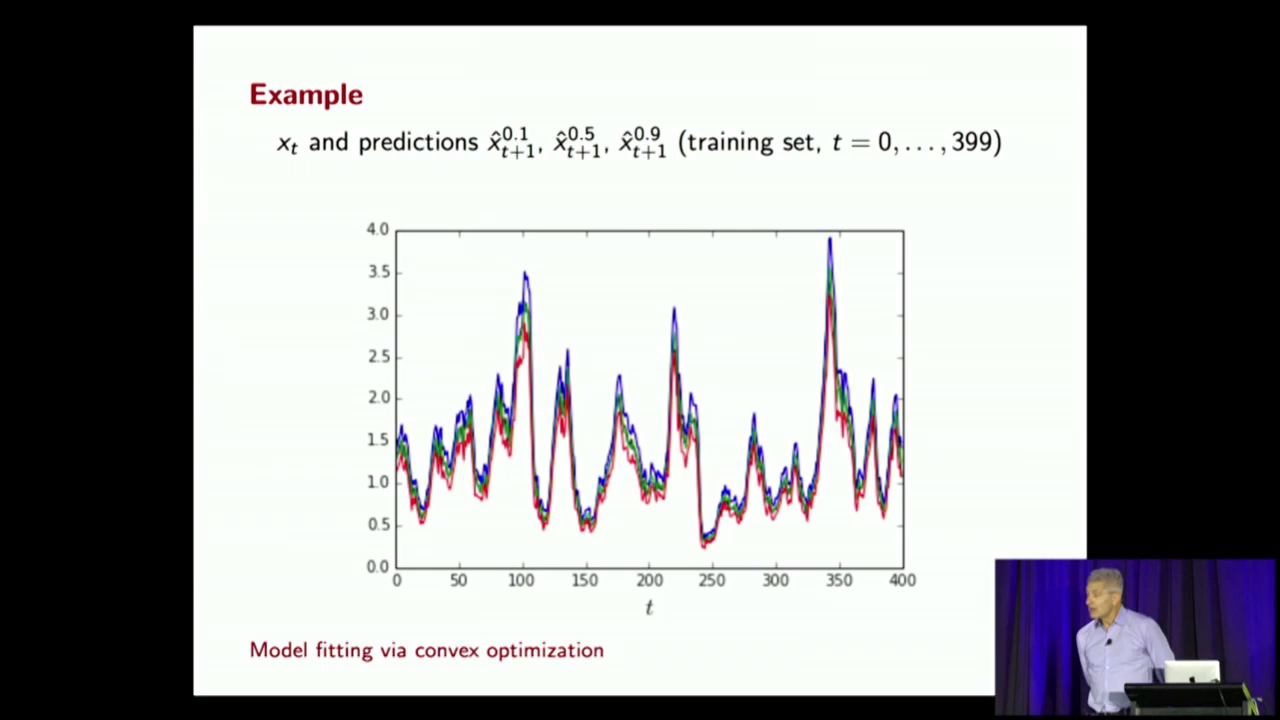 Example
x_t and predictions x̂^{0.1}_{t+1}, x̂^{0.5}_{t+1}, x̂^{0.9}_{t+1} (training set, t = 0, . . . , 399)
4.0
3.5
3.0
2.5
2.0
1.5
1.0
0.5
0.0
0 50 100 150 200 250 300 350 400
t
Model fitting via convex optimization